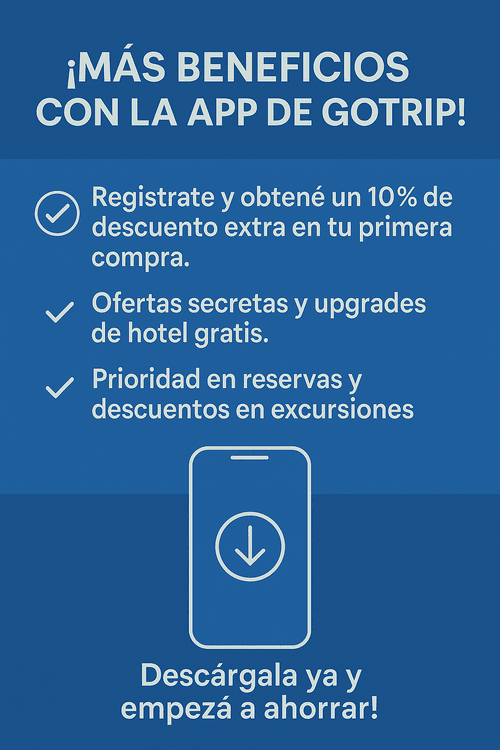 ¡MÁS BENEFICIOS
CON LA APP DE GOTRIP!
Registrate y obtené un 10% de
descuento extra en tu primera
compra.
Ofertas secretas y upgrades
de hotel gratis.
Prioridad en reservas y
descuentos en excursiones
Descárgala ya y
empezá a ahorrar!